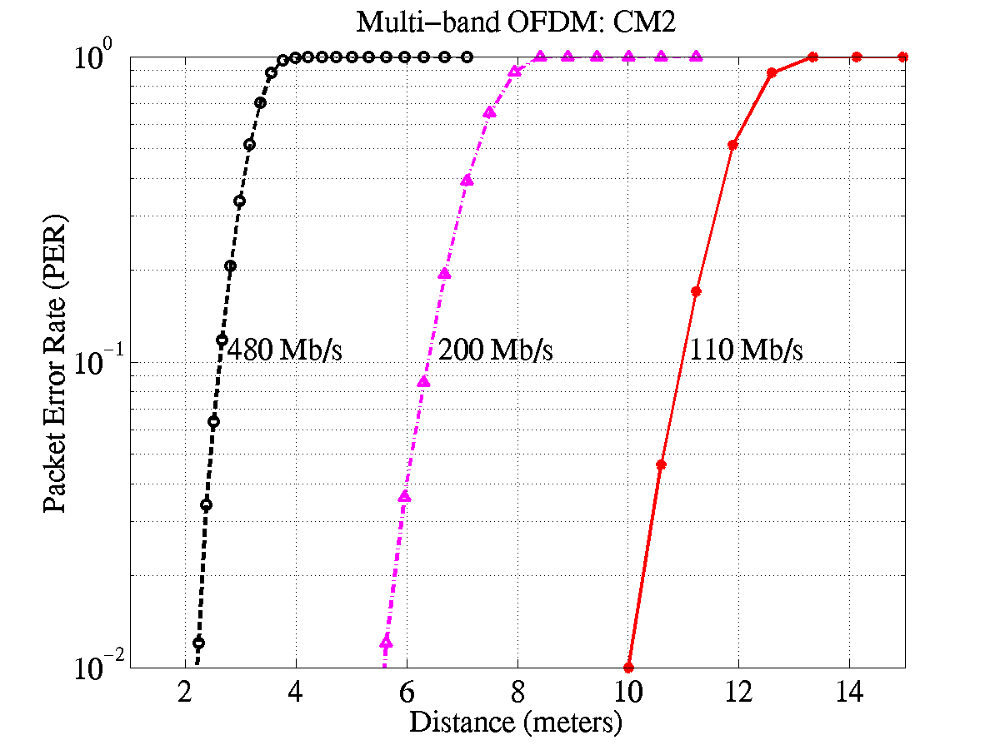 Multi−band OFDM: CM2
10^0
10^−1
10^−2
Packet Error Rate (PER)
480 Mb/s
200 Mb/s
110 Mb/s
2 4 6 8 10 12 14
Distance (meters)